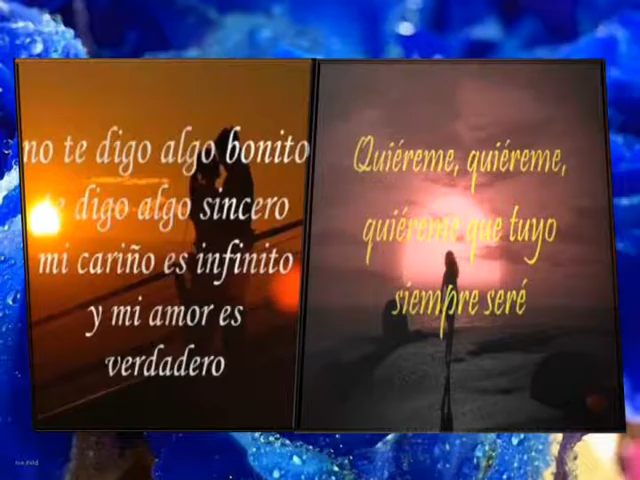 no te digo algo bonito
te digo algo sincero
mi cariño es infinito
y mi amor es
verdadero
Quiéreme, quiéreme,
quiéreme que tuyo
siempre seré